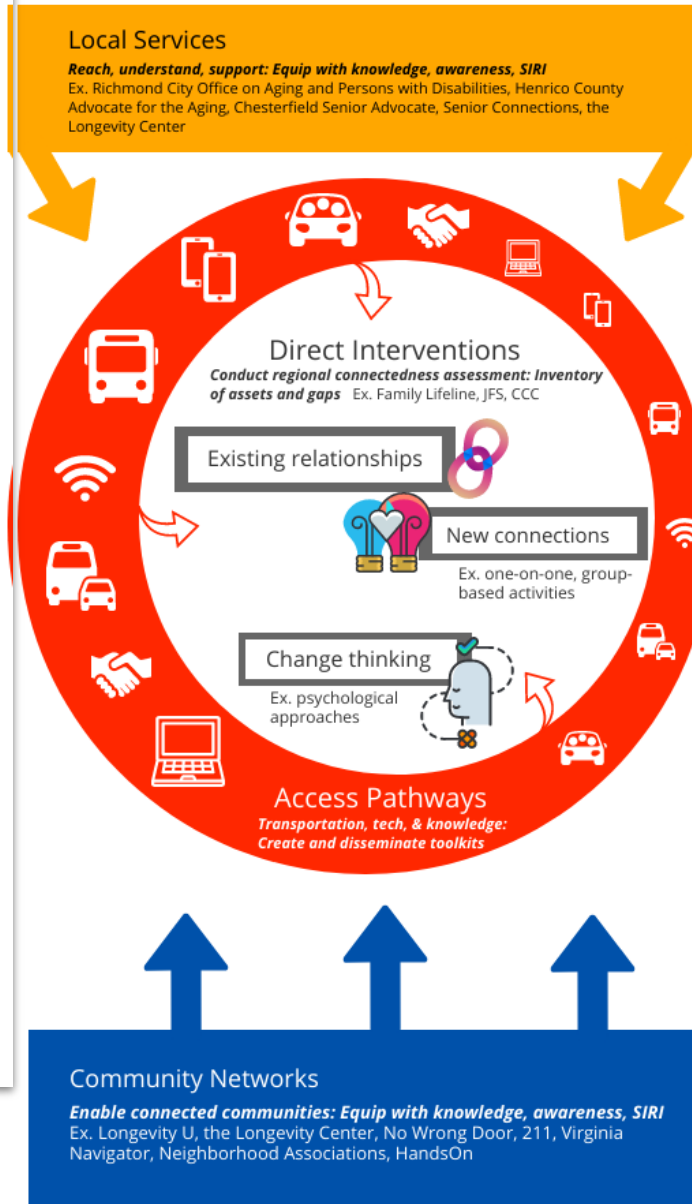 Local Services
Reach, understand, support: Equip with knowledge, awareness, SIRI
Ex. Richmond City Office on Aging and Persons with Disabilities, Henrico County
Advocate for the Aging, Chesterfield Senior Advocate, Senior Connections, the
Longevity Center
Direct Interventions
Conduct regional connectedness assessment: Inventory
of assets and gaps Ex. Family Lifeline, JFS, CCC
Existing relationships
New connections
Ex. one-on-one, group-
based activities
Change thinking
Ex. psychological
approaches
Access Pathways
Transportation, tech, & knowledge:
Create and disseminate toolkits
Community Networks
Enable connected communities: Equip with knowledge, awareness, SIRI
Ex. Longevity U, the Longevity Center, No Wrong Door, 211, Virginia
Navigator, Neighborhood Associations, HandsOn